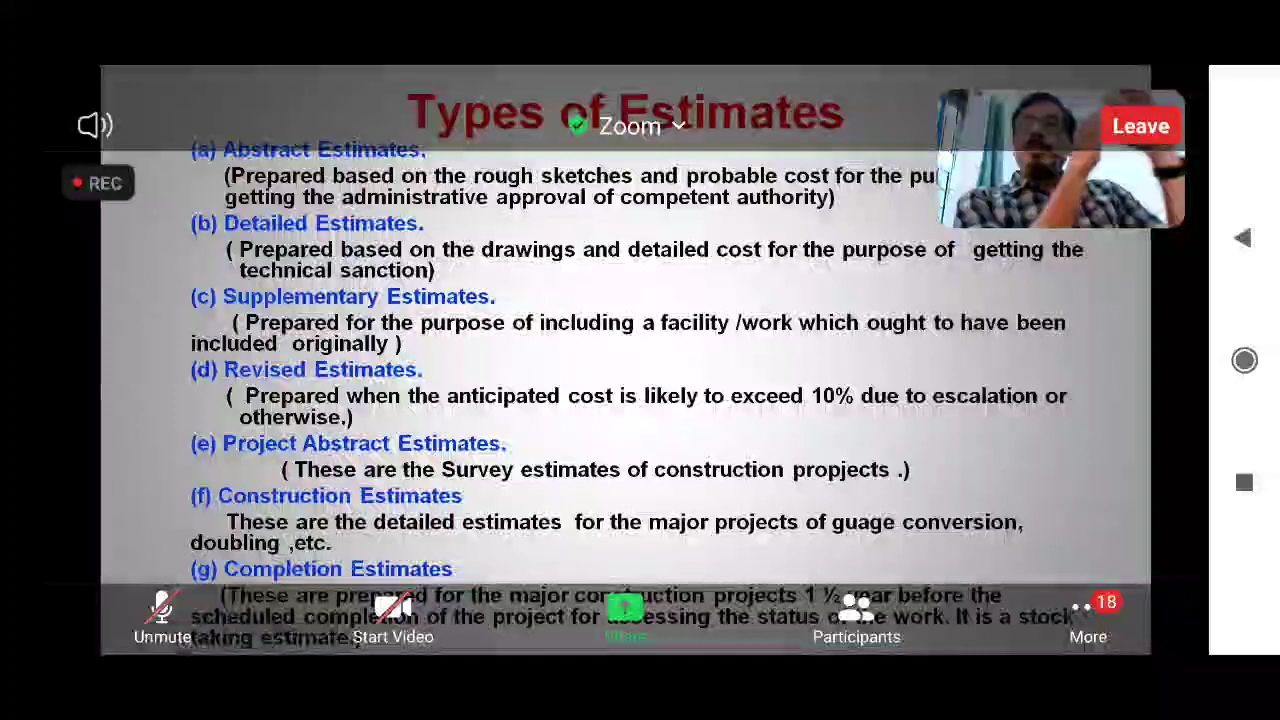 Types of Estimates
Zoom
Leave
REC
(a) Abstract Estimates.
(Prepared based on the rough sketches and probable cost for the
getting the administrative approval of competent authority)
(b) Detailed Estimates.
( Prepared based on the drawings and detailed cost for the purpose of getting the
technical sanction)
(c) Supplementary Estimates.
( Prepared for the purpose of including a facility /work which ought to have been
included originally )
(d) Revised Estimates.
( Prepared when the anticipated cost is likely to exceed 10% due to escalation or
otherwise.)
(e) Project Abstract Estimates.
( These are the Survey estimates of construction propjects .)
(f) Construction Estimates
These are the detailed estimates for the major projects of guage conversion,
doubling ,etc.
(g) Completion Estimates
(These are prepared for the major construction projects 1 ½ year before the
scheduled completion of the project for assessing the status of the work. It is a stock
taking estimate.)
Unmute
Start Video
Share
Participants
18
More